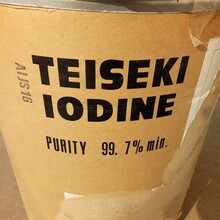 TEISEKI
IODINE
PURITY 99.7% min.
AIJS16